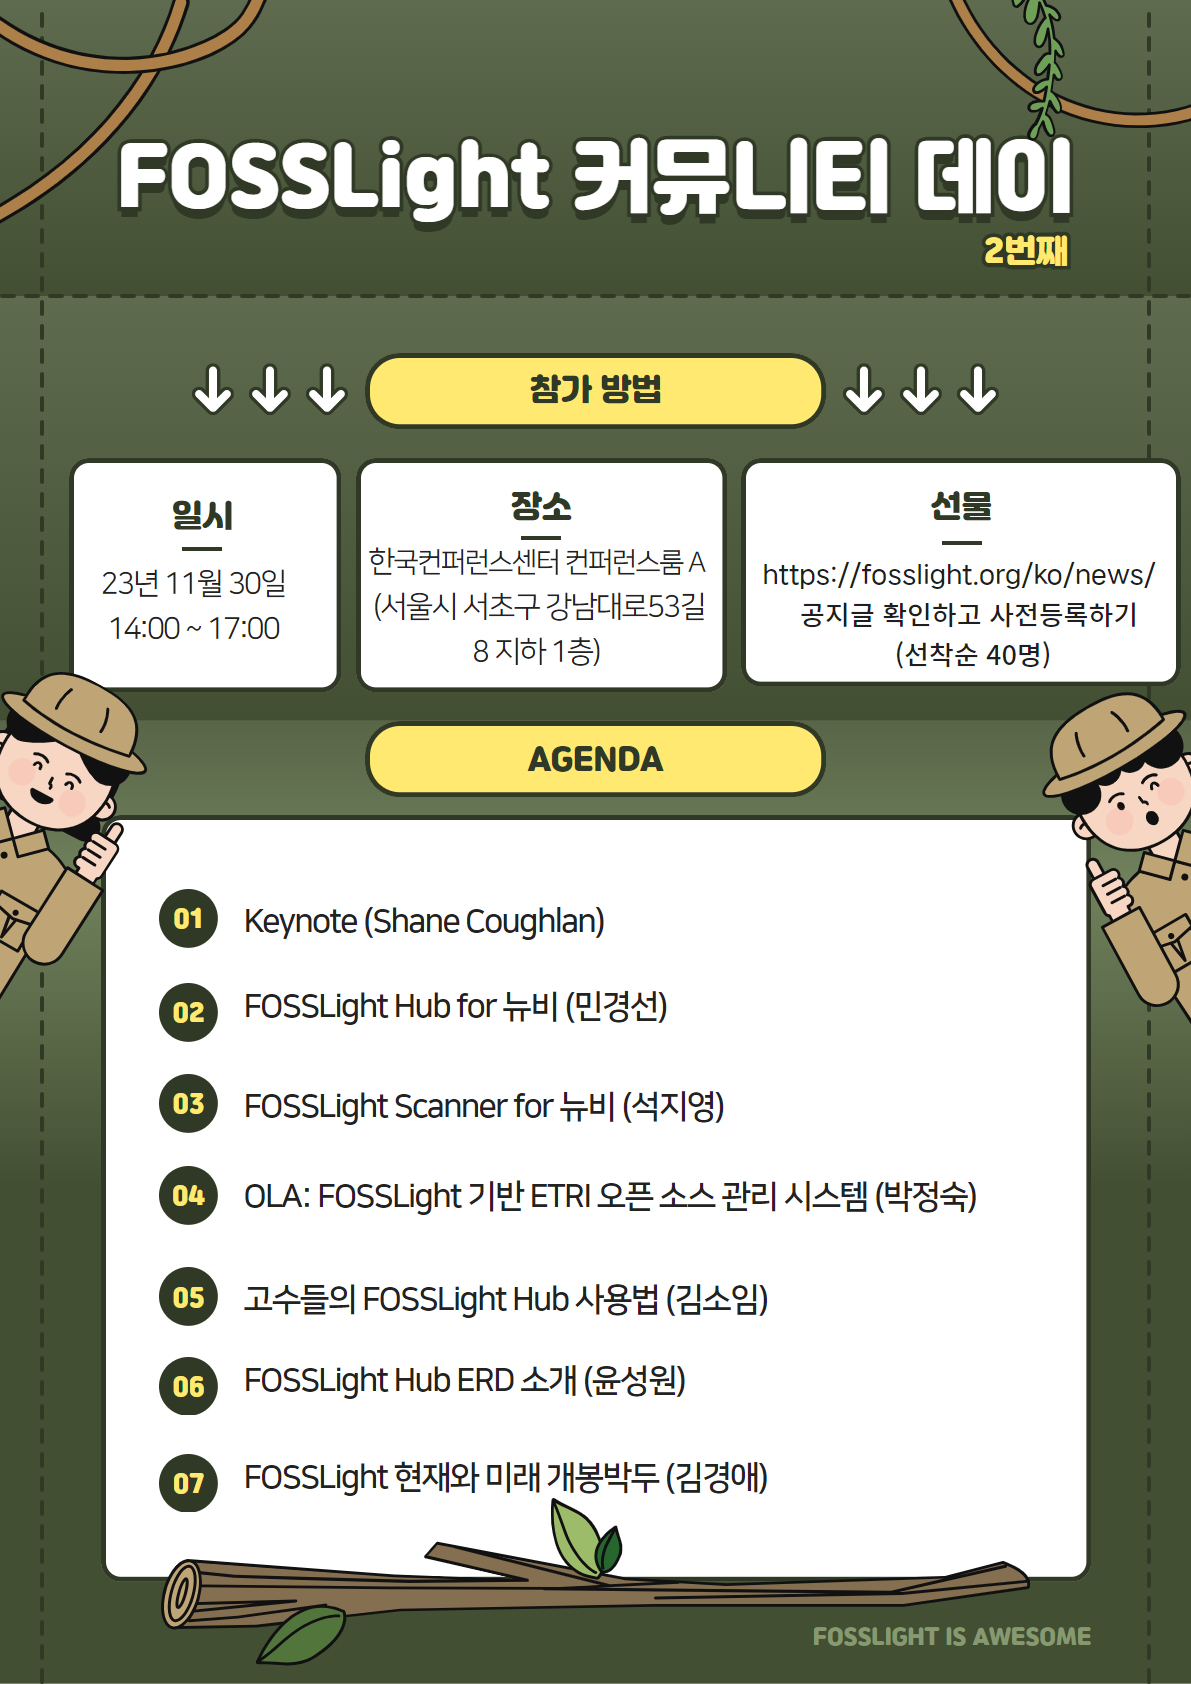 FOSSLight 커뮤니티 데이
2번째
참가 방법
일시
23년 11월 30일
14:00 ~ 17:00
장소
한국컨퍼런스센터 컨퍼런스룸 A
(서울시 서초구 강남대로53길
8 지하 1층)
선물
https://fosslight.org/ko/news/
공지글 확인하고 사전등록하기
(선착순 40명)
AGENDA
01 Keynote (Shane Coughlan)
02 FOSSLight Hub for 뉴비 (민경선)
03 FOSSLight Scanner for 뉴비 (석지영)
04 OLA: FOSSLight 기반 ETRI 오픈 소스 관리 시스템 (박정숙)
05 고수들의 FOSSLight Hub 사용법 (김소임)
06 FOSSLight Hub ERD 소개 (윤성원)
07 FOSSLight 현재와 미래 개봉박두 (김경애)
FOSSLIGHT IS AWESOME